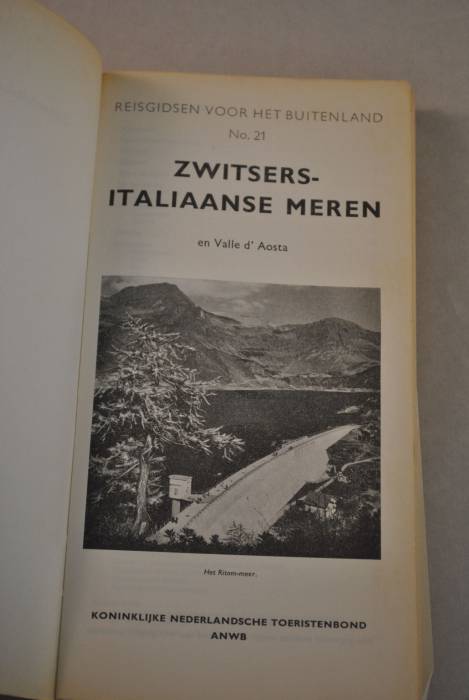 REISGIDSEN VOOR HET BUITENLAND
No. 21
ZWITSERS-
ITALIAANSE MEREN
en Valle d' Aosta
Het Ritom-meer.
KONINKLIJKE NEDERLANDSCHE TOERISTENBOND
ANWB